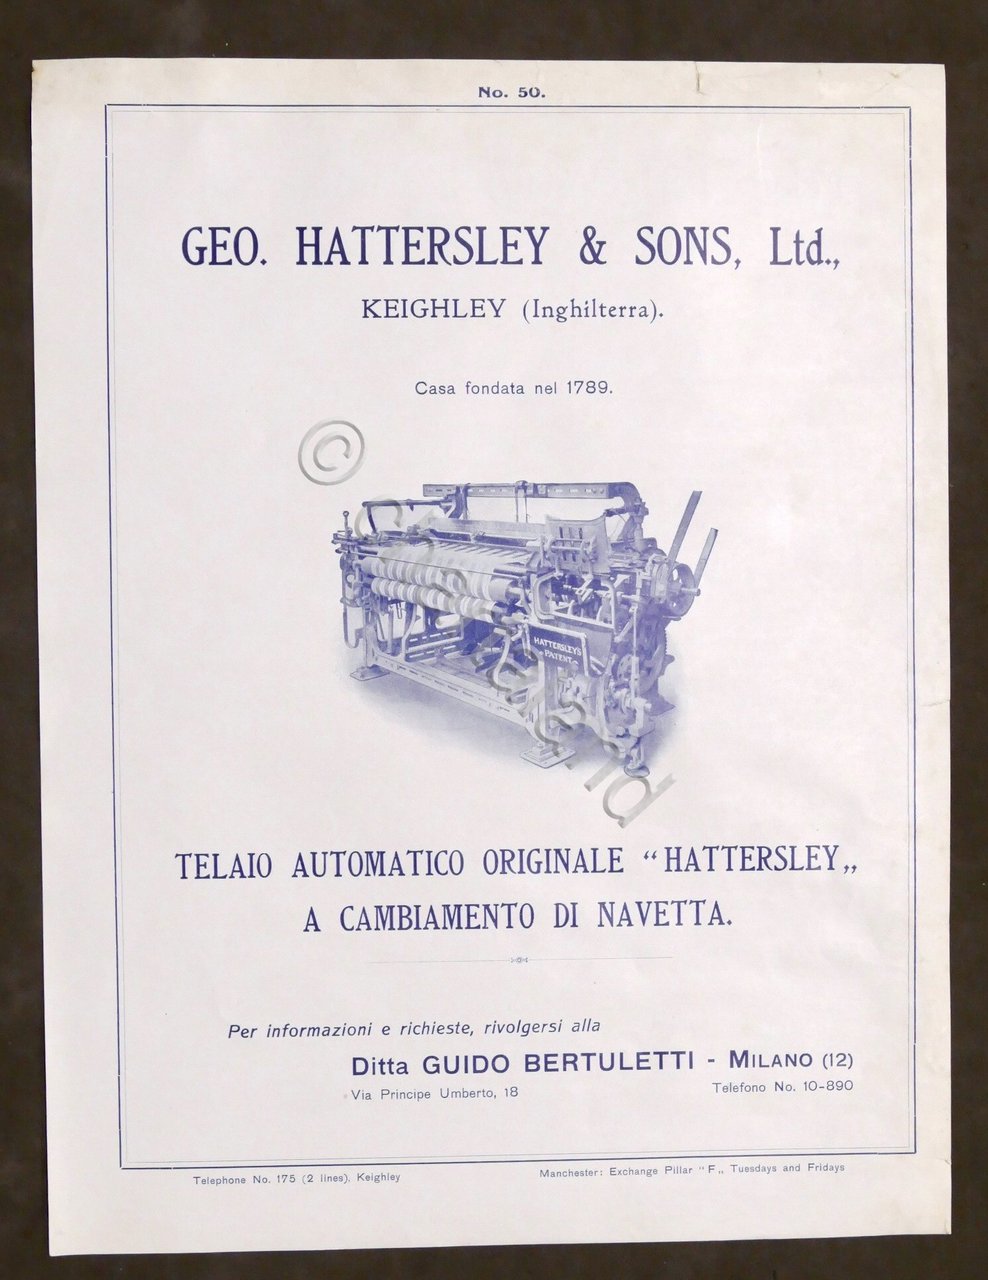 No. 50.
GEO. HATTERSLEY & SONS, Ltd.,
KEIGHLEY (Inghilterra).
Casa fondata nel 1789.
©
HATTERSLEY'S
PATENT
TELAIO AUTOMATICO ORIGINALE “HATTERSLEY„
A CAMBIAMENTO DI NAVETTA.
Per informazioni e richieste, rivolgersi alla
Ditta GUIDO BERTULETTI - MILANO (12)
Via Principe Umberto, 18 Telefono No. 10-890
Telephone No. 175 (2 lines). Keighley Manchester: Exchange Pillar “F„ Tuesdays and Fridays